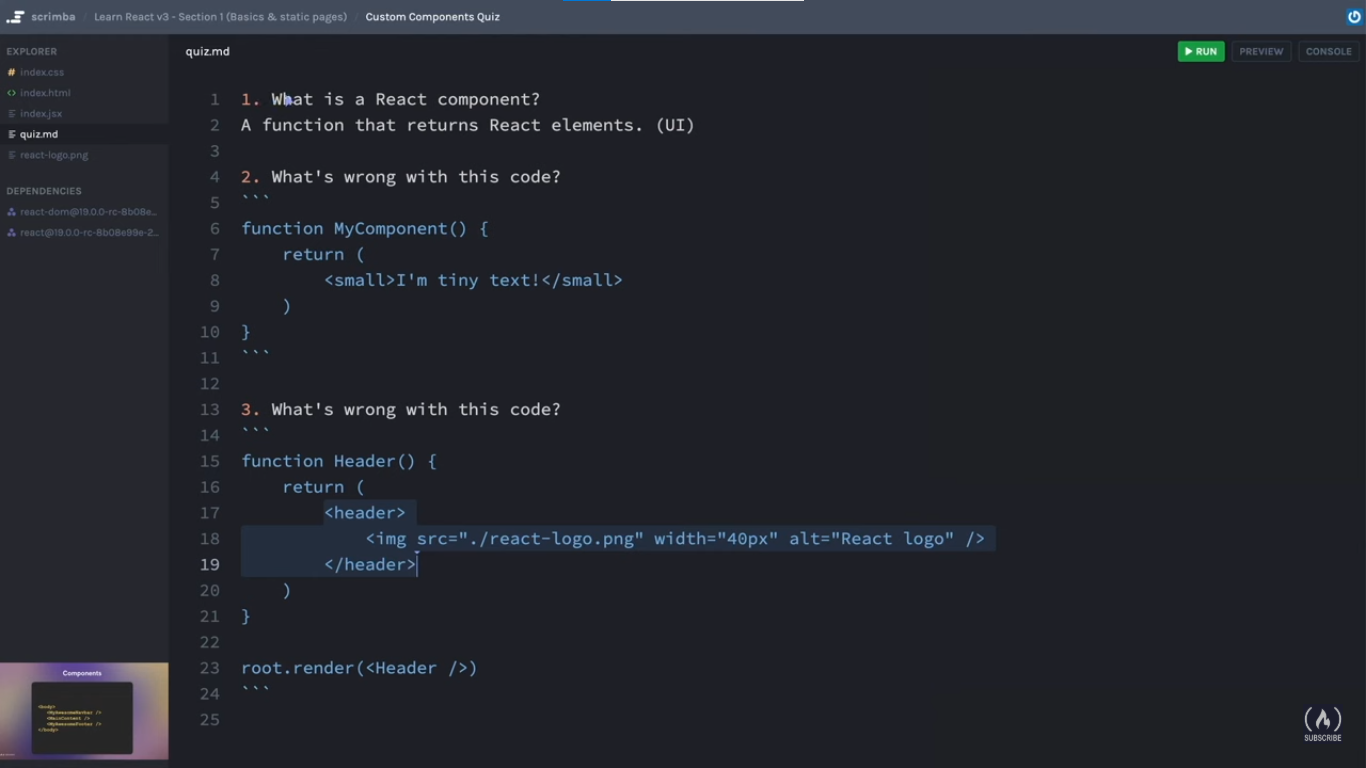 scrimba / Learn React v3 - Section 1 (Basics & static pages) / Custom Components Quiz
EXPLORER
# index.css
<> index.html
index.jsx
quiz.md
react-logo.png
DEPENDENCIES
react-dom@19.0.0-rc-8b08e...
react@19.0.0-rc-8b08e99e-2...
quiz.md
RUN
PREVIEW
CONSOLE
1 1. What is a React component?
2 A function that returns React elements. (UI)
3
4 2. What's wrong with this code?
5 ```
6 function MyComponent() {
7     return (
8         <small>I'm tiny text!</small>
9     )
10 }
11 ```
12
13 3. What's wrong with this code?
14 ```
15 function Header() {
16     return (
17         <header>
18             <img src="./react-logo.png" width="40px" alt="React logo" />
19         </header>
20     )
21 }
22
23 root.render(<Header />)
24 ```
25
Components
<body>
<MyAwesomeNavbar />
<MainContent />
<MyAwesomeFooter />
</body>
SUBSCRIBE